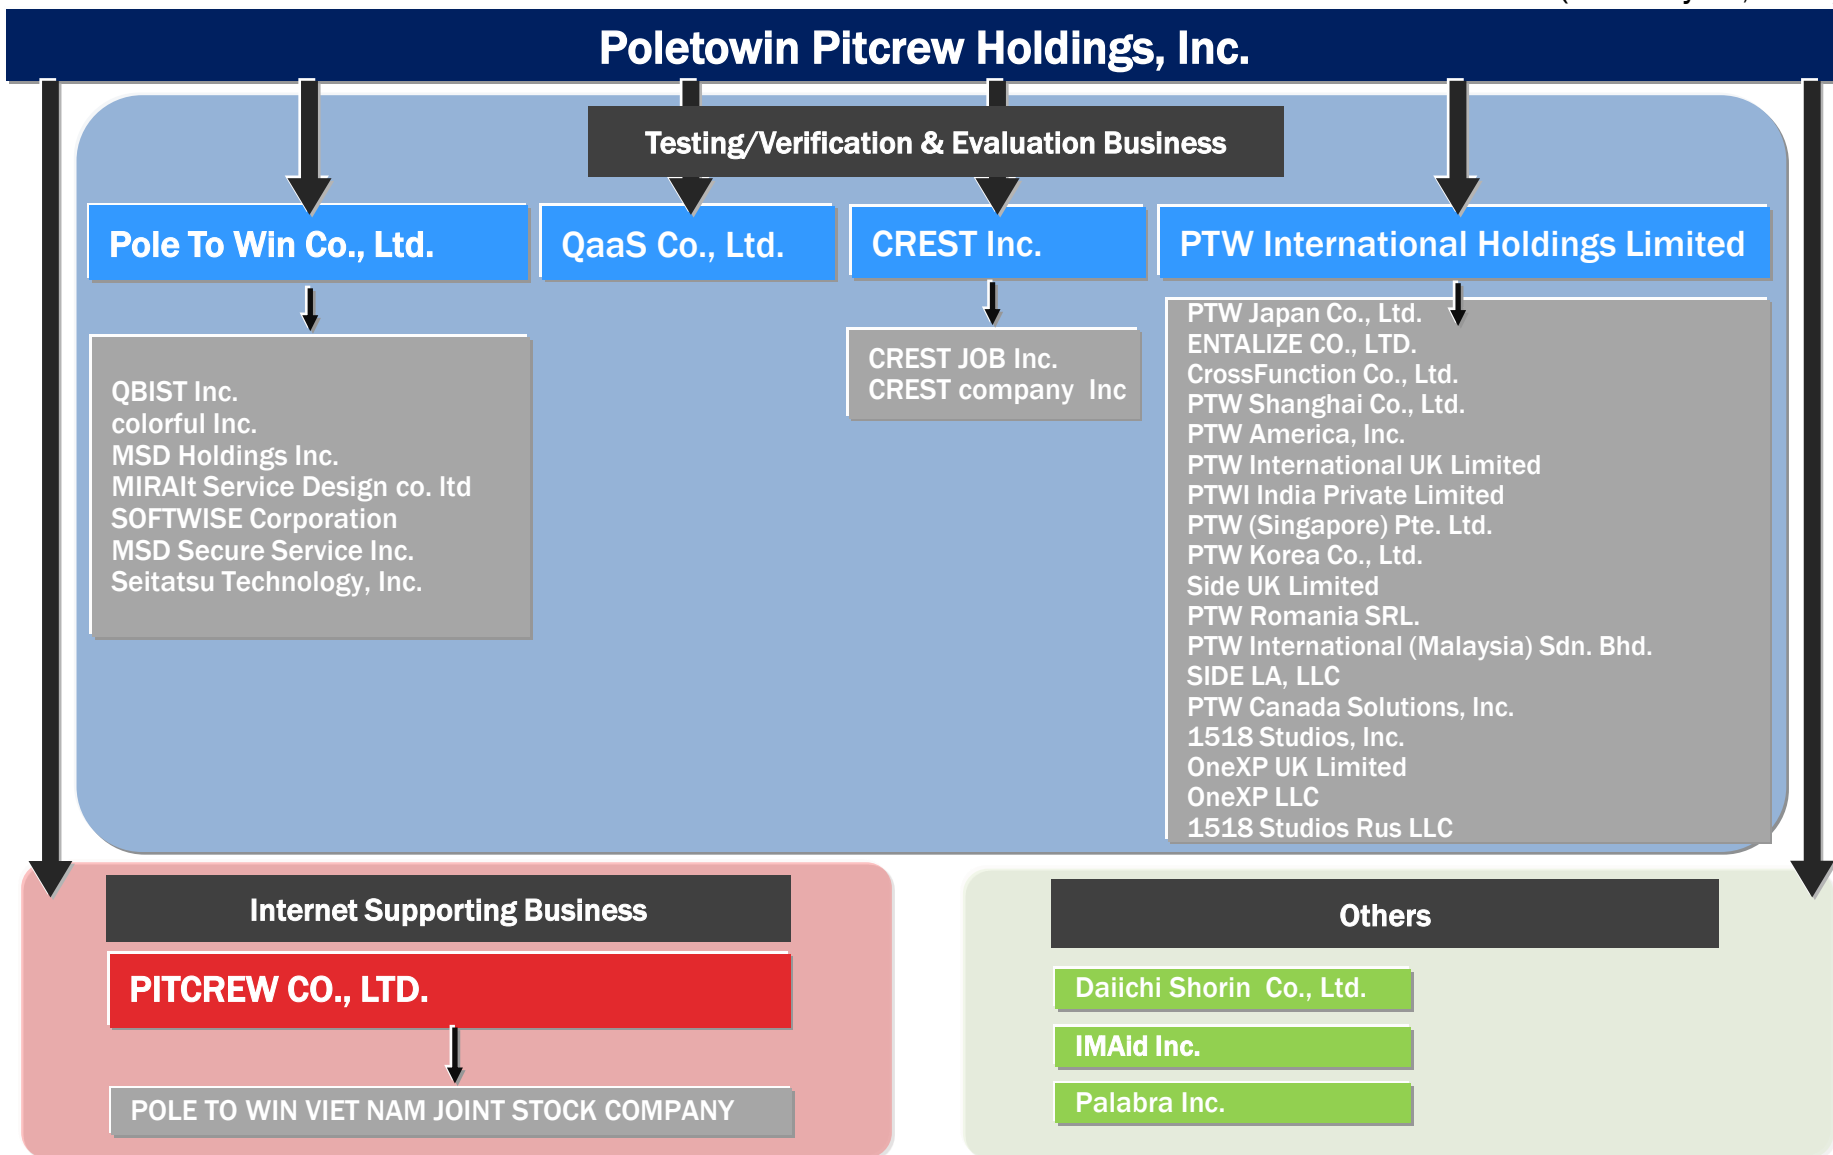 Poletowin Pitcrew Holdings, Inc.
Testing/Verification & Evaluation Business
Pole To Win Co., Ltd.
QaaS Co., Ltd.
CREST Inc.
PTW International Holdings Limited
QBIST Inc.
colorful Inc.
MSD Holdings Inc.
MIRAIt Service Design co. ltd
SOFTWISE Corporation
MSD Secure Service Inc.
Seitatsu Technology, Inc.
CREST JOB Inc.
CREST company  Inc
PTW Japan Co., Ltd.
ENTALIZE CO., LTD.
CrossFunction Co., Ltd.
PTW Shanghai Co., Ltd.
PTW America, Inc.
PTW International UK Limited
PTWI India Private Limited
PTW (Singapore) Pte. Ltd.
PTW Korea Co., Ltd.
Side UK Limited
PTW Romania SRL.
PTW International (Malaysia) Sdn. Bhd.
SIDE LA, LLC
PTW Canada Solutions, Inc.
1518 Studios, Inc.
OneXP UK Limited
OneXP LLC
1518 Studios Rus LLC
Internet Supporting Business
PITCREW CO., LTD.
POLE TO WIN VIET NAM JOINT STOCK COMPANY
Others
Daiichi Shorin  Co., Ltd.
IMAid Inc.
Palabra Inc.